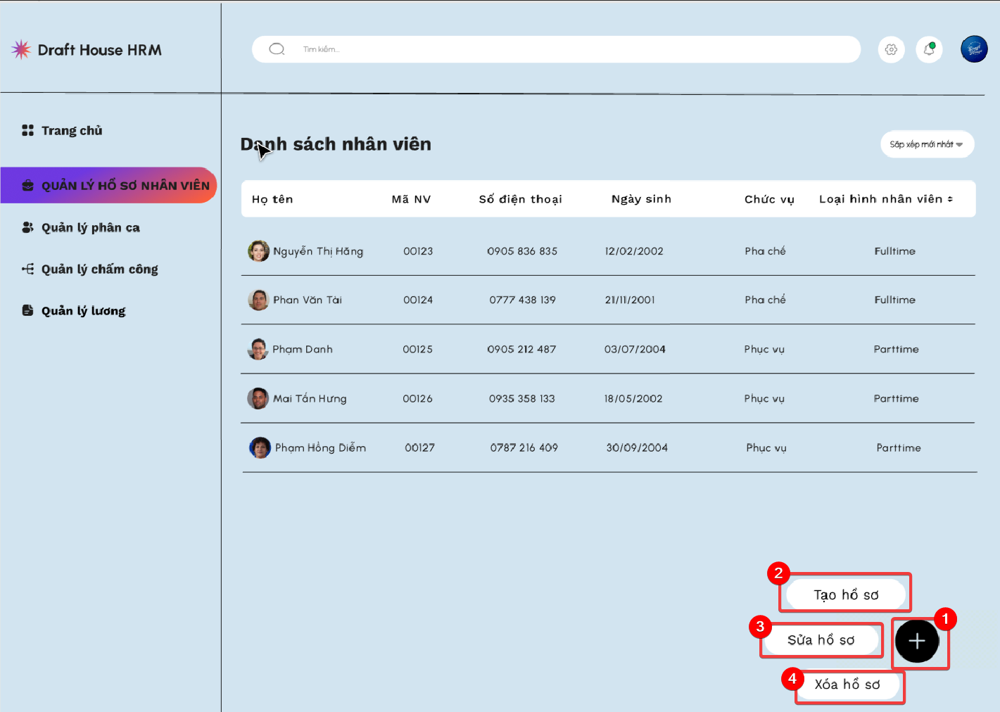 Draft House HRM
Tìm kiếm...
Trang chủ
QUẢN LÝ HỒ SƠ NHÂN VIÊN
Quản lý phân ca
Quản lý chấm công
Quản lý lương
Danh sách nhân viên
Sắp xếp mới nhất
Họ tên Mã NV Số điện thoại Ngày sinh Chức vụ Loại hình nhân viên
Nguyễn Thị Hằng 00123 0905 836 835 12/02/2002 Pha chế Fulltime
Phan Văn Tài 00124 0777 438 139 21/11/2001 Pha chế Fulltime
Phạm Danh 00125 0905 212 487 03/07/2004 Phục vụ Parttime
Mai Tấn Hưng 00126 0935 358 133 18/05/2002 Phục vụ Parttime
Phạm Hồng Diễm 00127 0787 216 409 30/09/2004 Phục vụ Parttime
2
Tạo hồ sơ
1
3
Sửa hồ sơ
+
4
Xóa hồ sơ